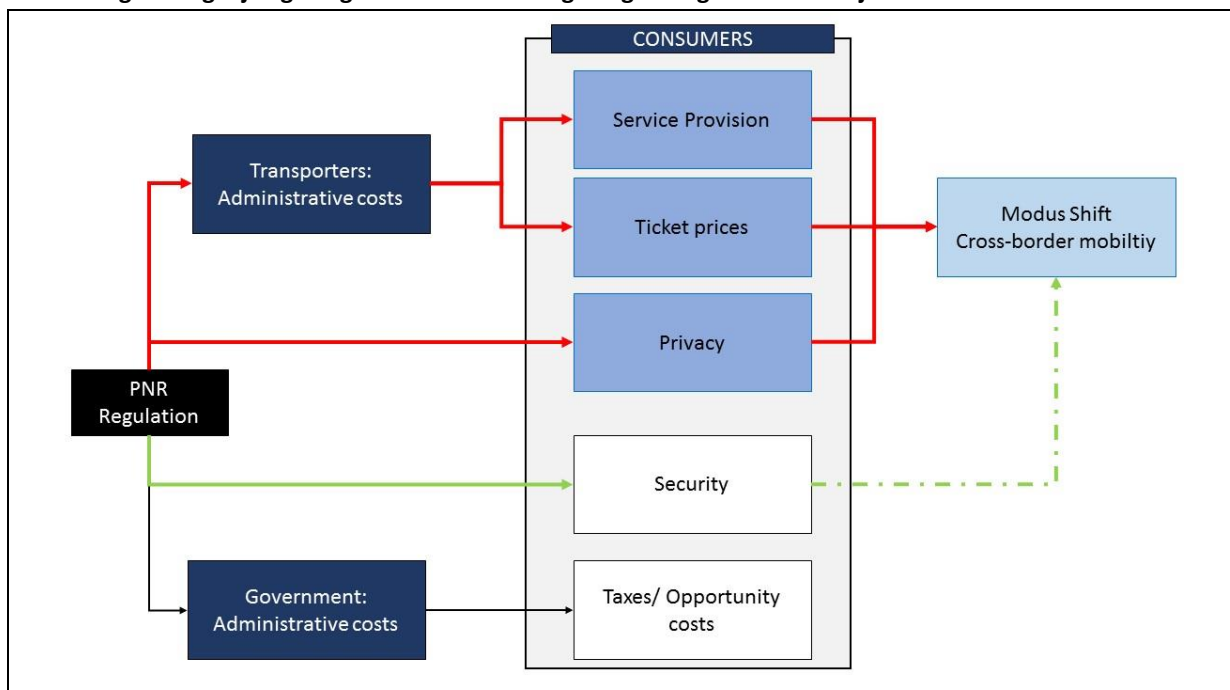 CONSUMERS
Service Provision
Transporters:
Administrative costs
Ticket prices
Modus Shift
Cross-border mobiltiy
Privacy
PNR
Regulation
Security
Government:
Administrative costs
Taxes/ Opportunity
costs